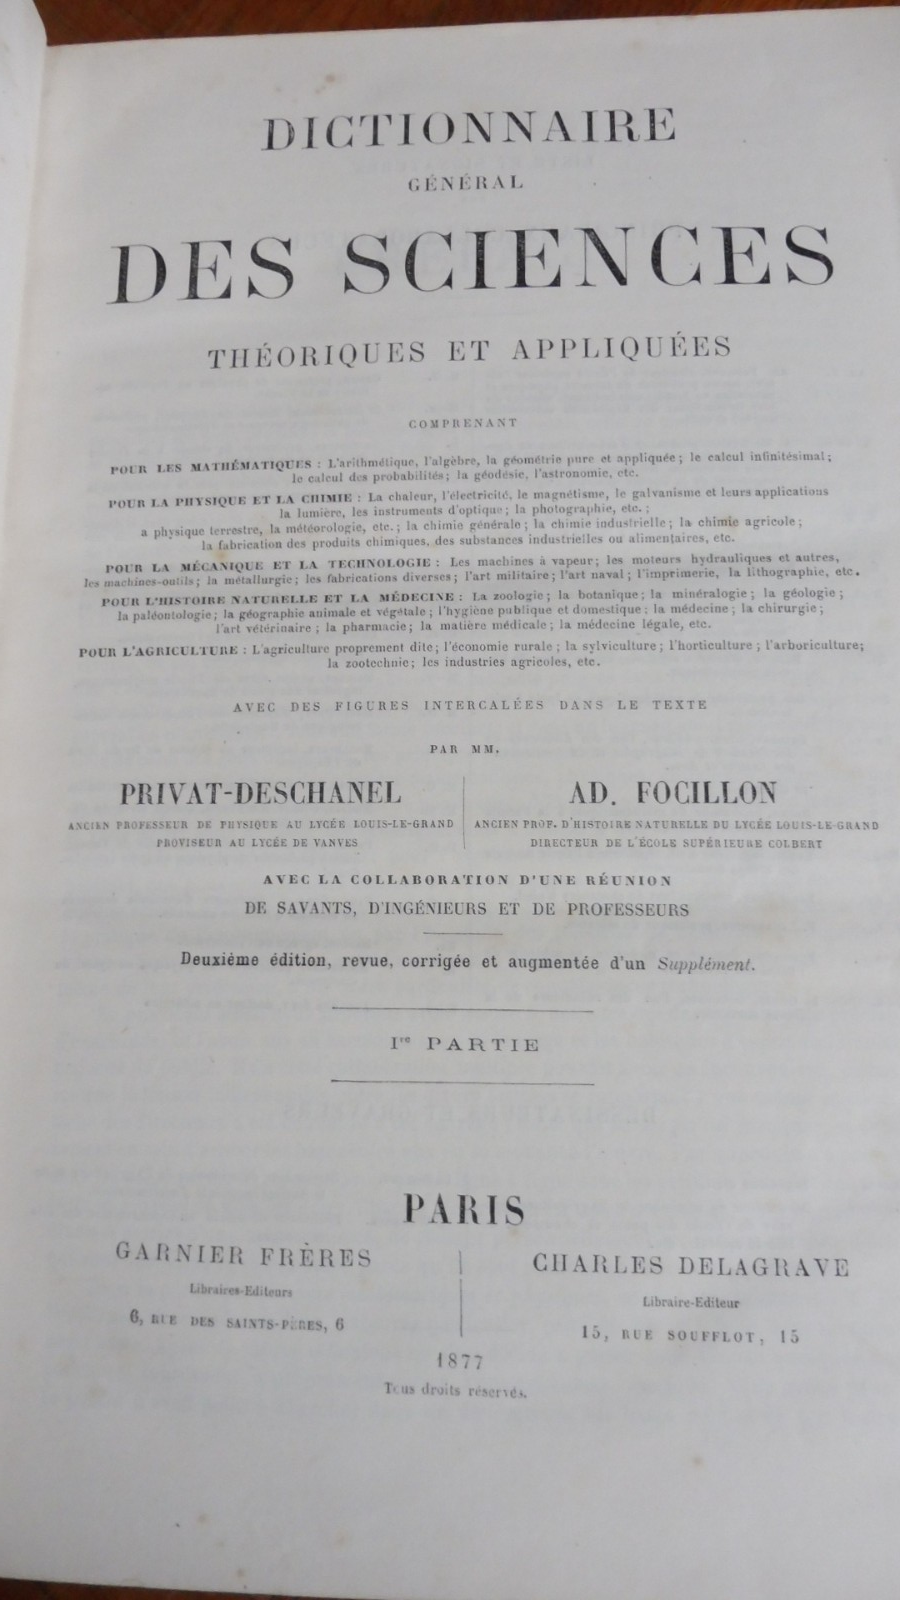 DICTIONNAIRE
GÉNÉRAL
DES SCIENCES
THÉORIQUES ET APPLIQUÉES
COMPRENANT
POUR LES MATHÉMATIQUES : L'arithmétique, l'algèbre, la géométrie pure et appliquée ; le calcul infinitésimal ;
le calcul des probabilités ; la géodésie, l'astronomie, etc.
POUR LA PHYSIQUE ET LA CHIMIE : La chaleur, l'électricité, le magnétisme, le galvanisme et leurs applications
la lumière, les instruments d'optique ; la photographie, etc. ;
a physique terrestre, la météorologie, etc. ; la chimie générale ; la chimie industrielle ; la chimie agricole ;
la fabrication des produits chimiques, des substances industrielles ou alimentaires, etc.
POUR LA MÉCANIQUE ET LA TECHNOLOGIE : Les machines à vapeur ; les moteurs hydrauliques et autres,
les machines-outils ; la métallurgie ; les fabrications diverses ; l'art militaire ; l'art naval ; l'imprimerie, la lithographie, etc.
POUR L'HISTOIRE NATURELLE ET LA MÉDECINE : La zoologie ; la botanique ; la minéralogie ; la géologie ;
la paléontologie ; la géographie animale et végétale ; l'hygiène publique et domestique ; la médecine ; la chirurgie ;
l'art vétérinaire ; la pharmacie ; la matière médicale ; la médecine légale, etc.
POUR L'AGRICULTURE : L'agriculture proprement dite ; l'économie rurale ; la sylviculture ; l'horticulture ; l'arboriculture ;
la zootechnie ; les industries agricoles, etc.
AVEC DES FIGURES INTERCALÉES DANS LE TEXTE
PAR MM.
PRIVAT-DESCHANEL
ANCIEN PROFESSEUR DE PHYSIQUE AU LYCÉE LOUIS-LE-GRAND
PROVISEUR AU LYCÉE DE VANVES
AD. FOCILLON
ANCIEN PROF. D'HISTOIRE NATURELLE DU LYCÉE LOUIS-LE-GRAND
DIRECTEUR DE L'ÉCOLE SUPÉRIEURE COLBERT
AVEC LA COLLABORATION D'UNE RÉUNION
DE SAVANTS, D'INGÉNIEURS ET DE PROFESSEURS
Deuxième édition, revue, corrigée et augmentée d'un Supplément.
Ire PARTIE
PARIS
GARNIER FRÈRES
Libraires-Editeurs
6, RUE DES SAINTS-PÈRES, 6
CHARLES DELAGRAVE
Libraire-Editeur
15, RUE SOUFFLOT, 15
1877
Tous droits réservés.